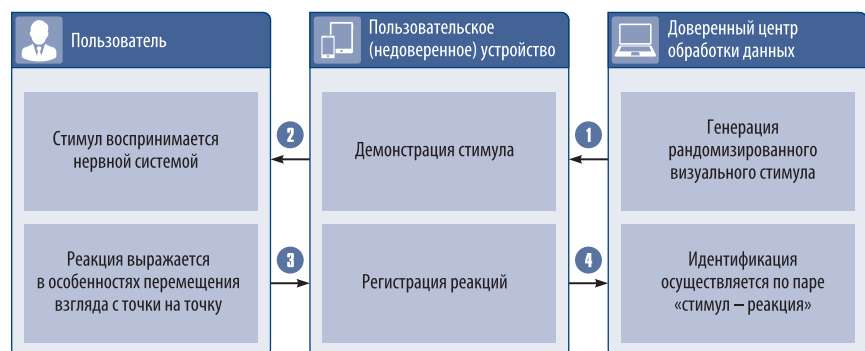 Пользователь
Пользовательское
(недоверенное) устройство
Доверенный центр
обработки данных
Стимул воспринимается
нервной системой
2
Демонстрация стимула
1
Генерация
рандомизированного
визуального стимула
Реакция выражается
в особенностях перемещения
взгляда с точки на точку
3
Регистрация реакций
4
Идентификация
осуществляется по паре
«стимул – реакция»